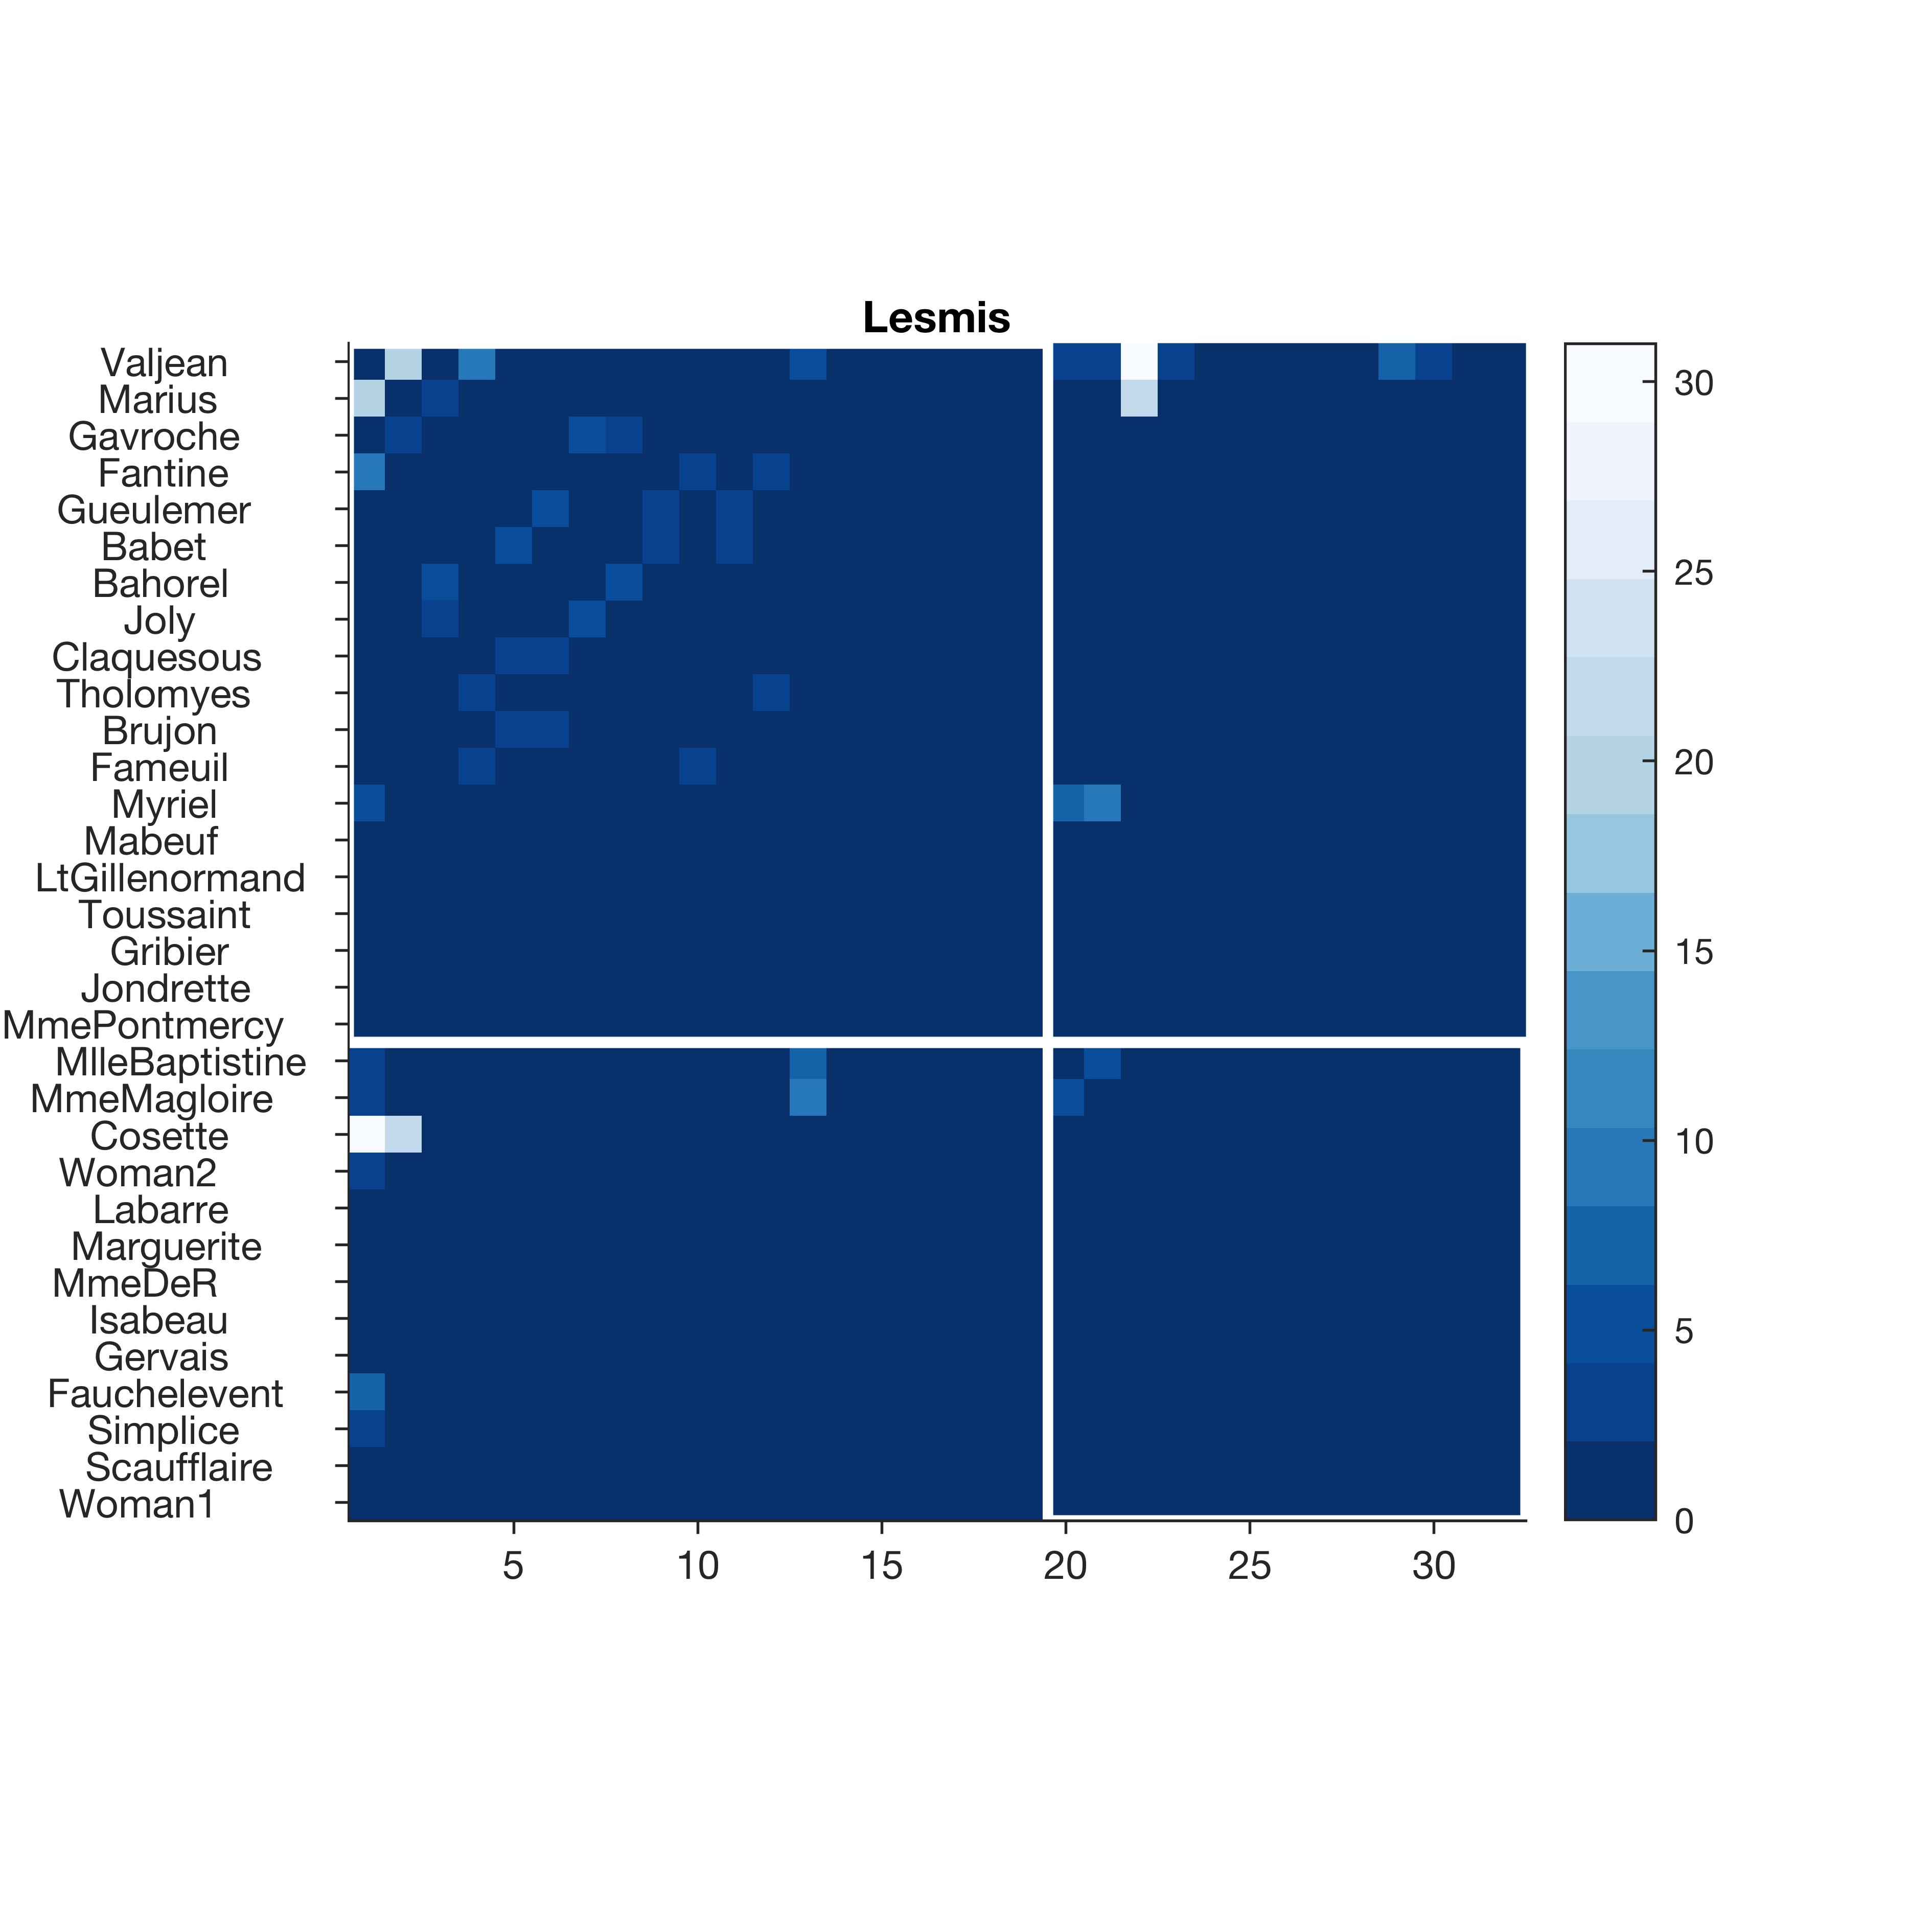 Lesmis
Valjean
Marius
Gavroche
Fantine
Gueulemer
Babet
Bahorel
Joly
Claquesous
Tholomyes
Brujon
Fameuil
Myriel
Mabeuf
LtGillenormand
Toussaint
Gribier
Jondrette
MmePontmercy
MlleBaptistine
MmeMagloire
Cosette
Woman2
Labarre
Marguerite
MmeDeR
Isabeau
Gervais
Fauchelevent
Simplice
Scaufflaire
Woman1
5 10 15 20 25 30
30
25
20
15
10
5
0